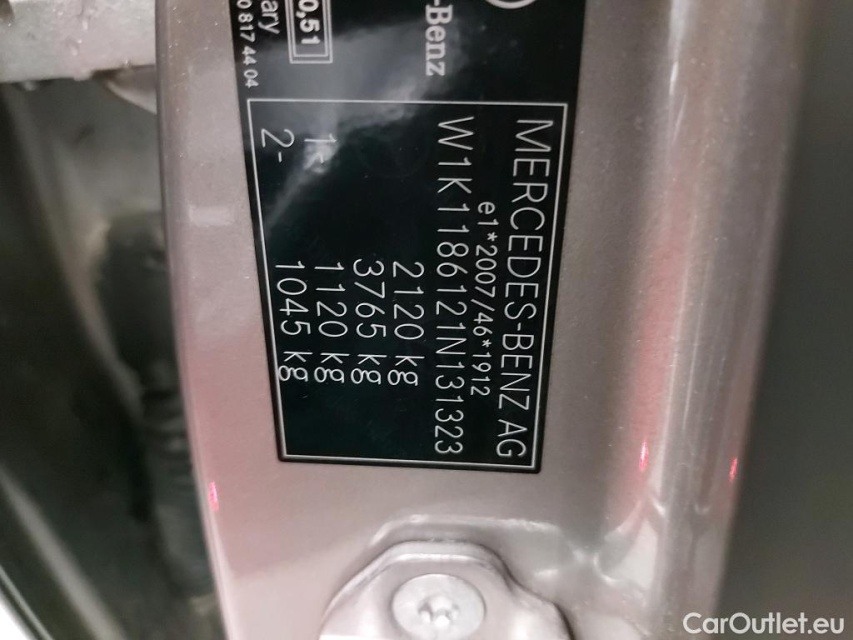 -Benz
0,51
ary
0 817 44 04
MERCEDES-BENZ AG
e1*2007/46*1912
W1K1186121N131323
2120 kg
3765 kg
1- 1120 kg
2- 1045 kg
CarOutlet.eu